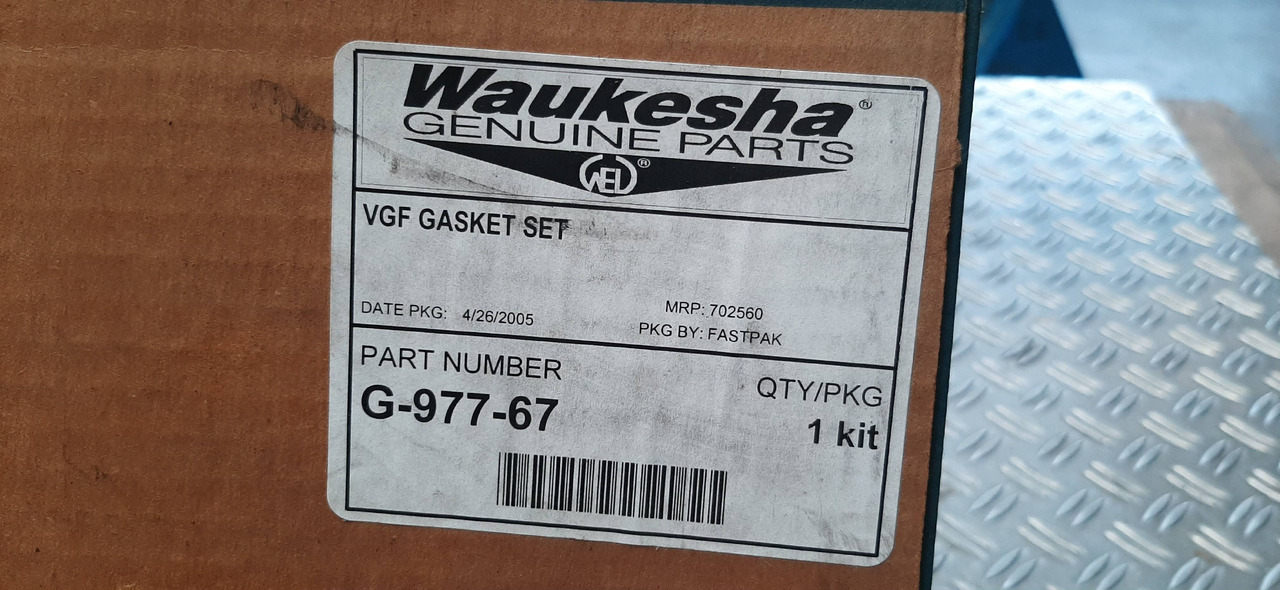 Waukesha®
GENUINE PARTS
WEI®
VGF GASKET SET
DATE PKG: 4/26/2005
MRP: 702560
PKG BY: FASTPAK
PART NUMBER
G-977-67
QTY/PKG
1 kit